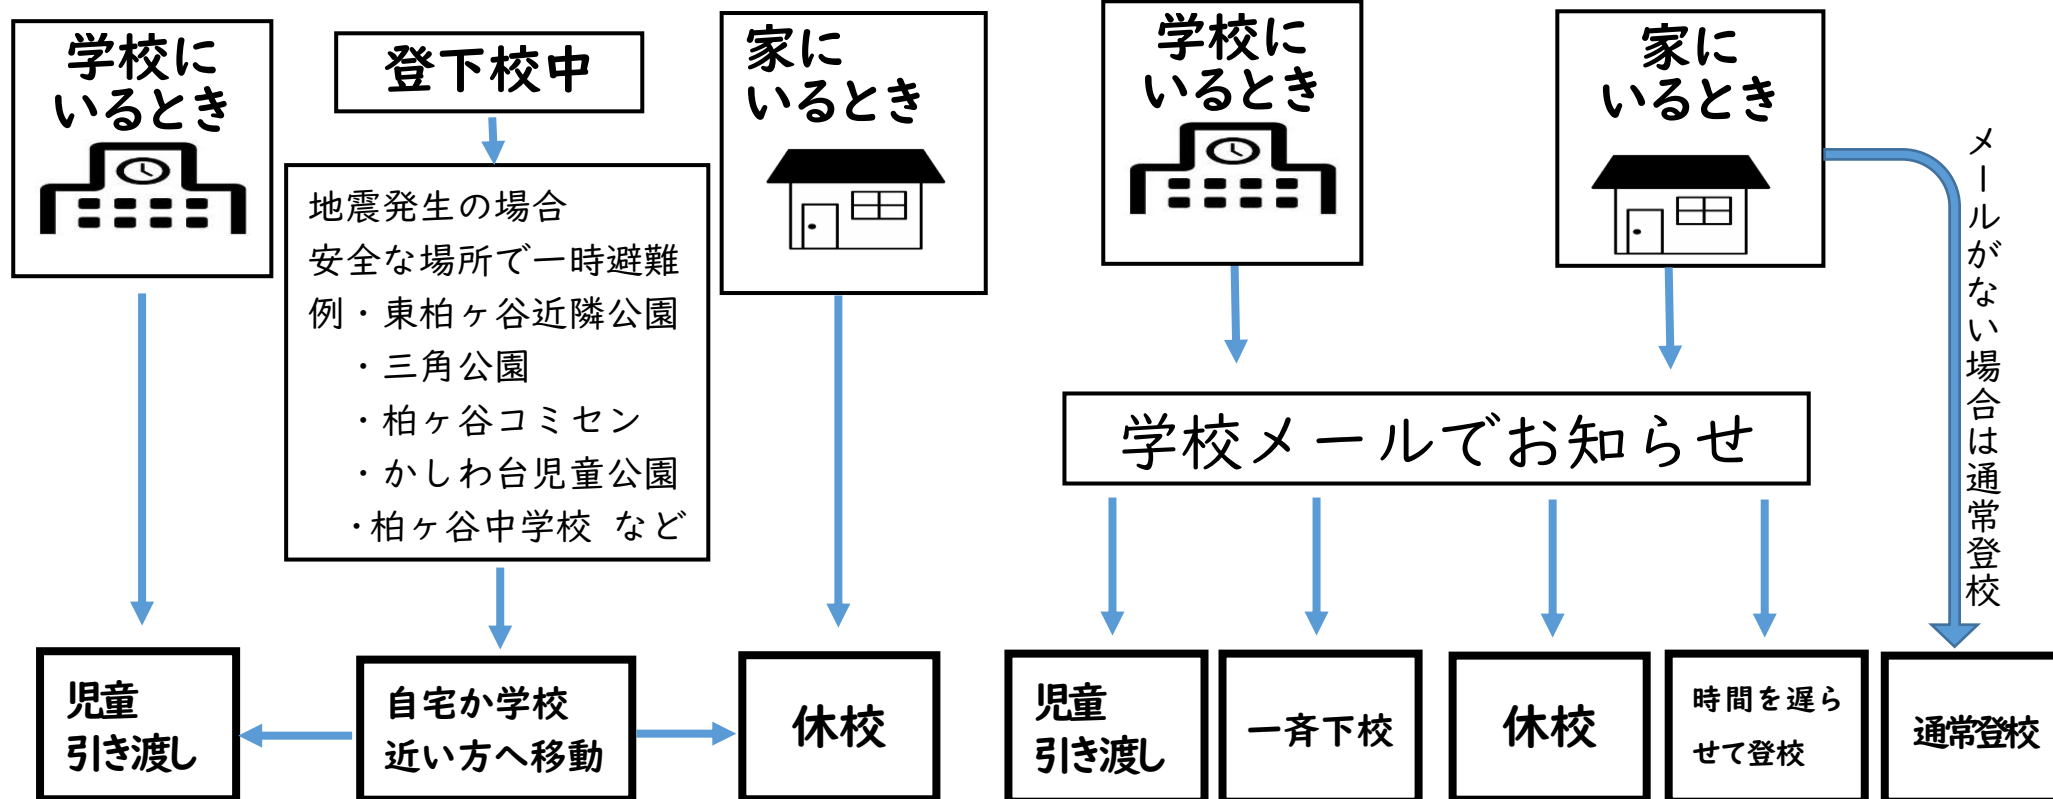 学校に
いるとき
登下校中
地震発生の場合
安全な場所で一時避難
例・東柏ヶ谷近隣公園
・三角公園
・柏ヶ谷コミセン
・かしわ台児童公園
・柏ヶ谷中学校 など
家に
いるとき
児童
引き渡し
自宅か学校
近い方へ移動
休校
学校に
いるとき
家に
いるとき
メールがない場合は通常登校
学校メールでお知らせ
児童
引き渡し
一斉下校
休校
時間を遅ら
せて登校
通常登校